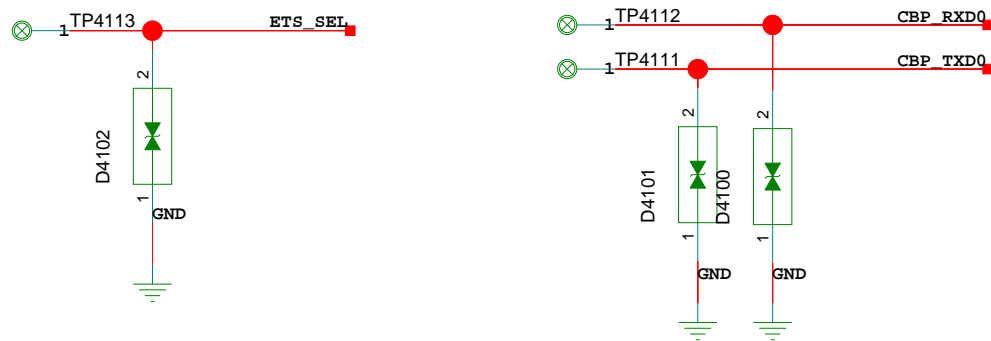 TP4113
1
ETS_SEL
2
D4102
1
GND
TP4112
1
CBP_RXD0
TP4111
1
CBP_TXD0
2
2
D4101
D4100
1
1
GND
GND